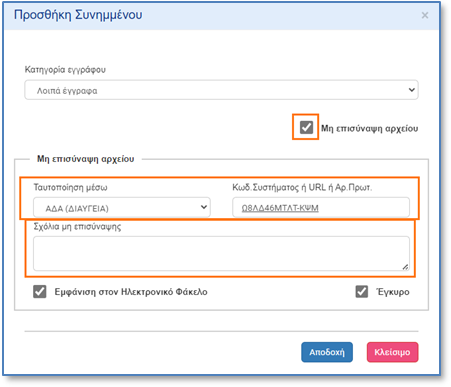 Προσθήκη Συνημμένου ×
Κατηγορία εγγράφου
Λοιπά έγγραφα
Μη επισύναψη αρχείου
Μη επισύναψη αρχείου
Ταυτοποίηση μέσω Κωδ.Συστήματος ή URL ή Αρ.Πρωτ.
ΑΔΑ (ΔΙΑΥΓΕΙΑ) Ω8ΛΔ46ΜΤΛΤ-ΚΨΜ
Σχόλια μη επισύναψης
Εμφάνιση στον Ηλεκτρονικό Φάκελο Έγκυρο
Αποδοχή Κλείσιμο